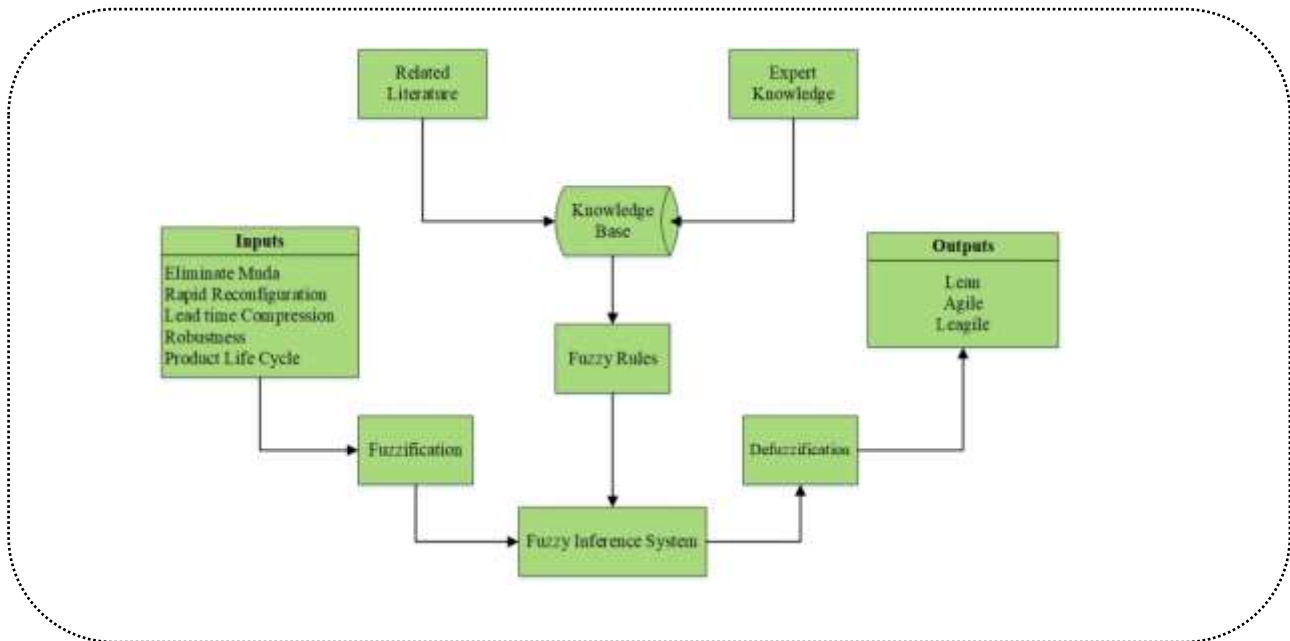 Related
Literature
Expert
Knowledge
Knowledge
Base
Inputs
Eliminate Muda
Rapid Reconfiguration
Lead time Compression
Robustness
Product Life Cycle
Outputs
Lean
Agile
Leagile
Fuzzy Rules
Fuzzification
Defuzzification
Fuzzy Inference System